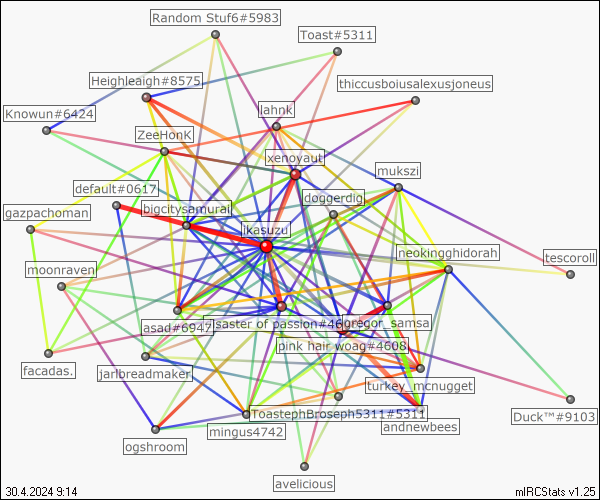 Random Stuf6#5983
Toast#5311
Heighleaigh#8575
thiccusboiusalexusjoneus
Knowun#6424
lahnk
ZeeHonK
xenoyaut
mukszi
default#0617
døggerdig
bigcitysamurai
gazpachoman
ikasuzu
neokingghidorah
tescoroll
moonraven
asad#6947
saster of passion#46
gregor_samsa
pink hair woag#4608
facadas.
jarlbreadmaker
turkey_mcnugget
ToastephBroseph5311#5311
Duck™#9103
andnewbees
mingus4742
ogshroom
avelicious
30.4.2024 9:14
mIRCStats v1.25